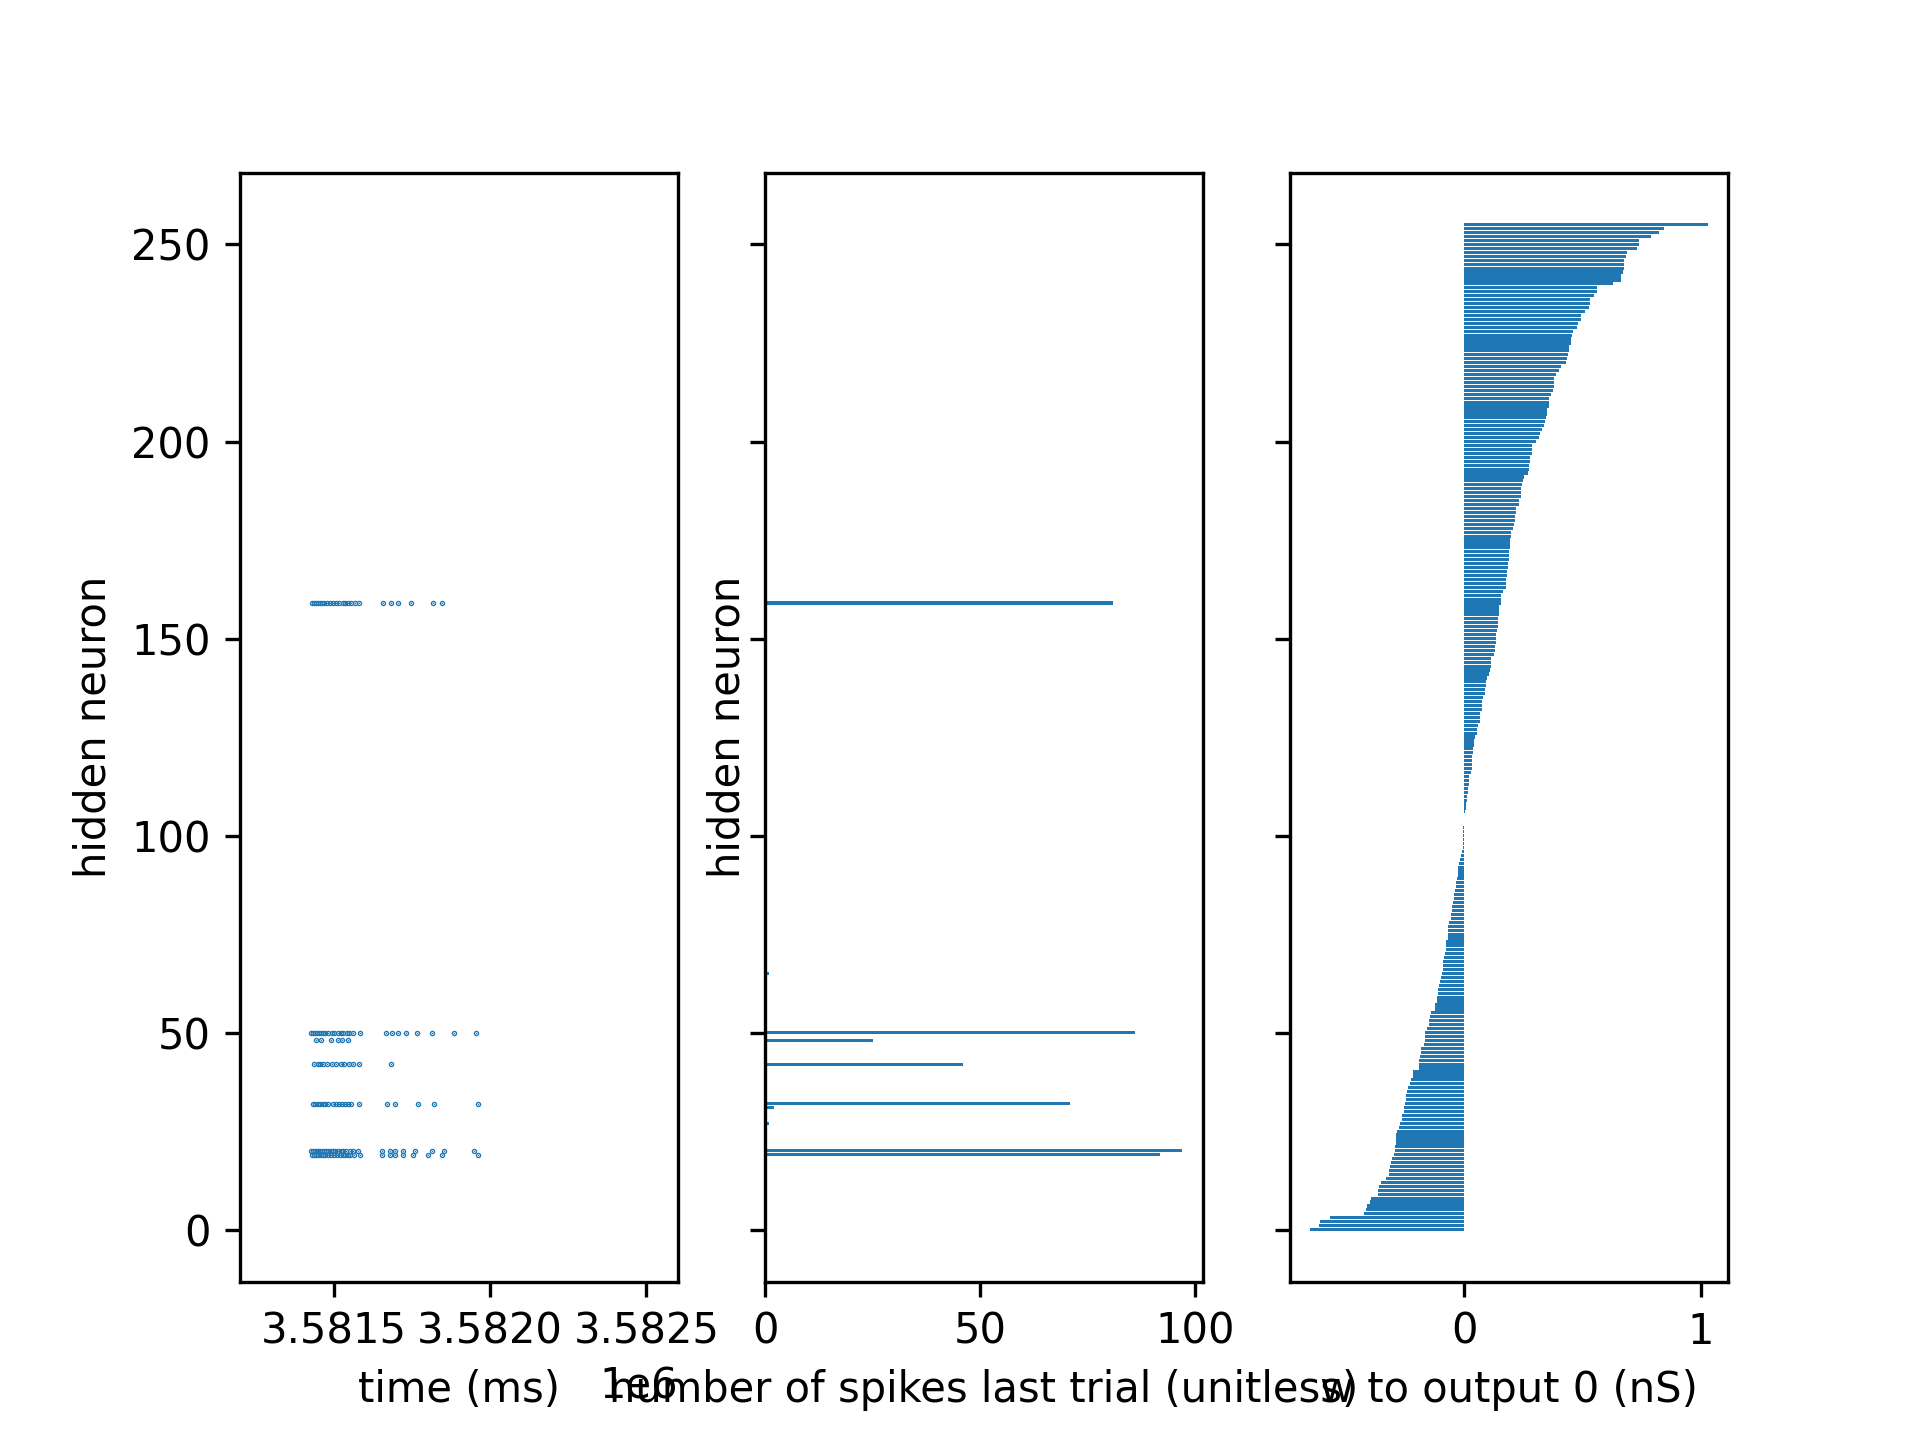 250
200
150
100
50
0
hidden neuron
hidden neuron
3.5815 3.5820 3.5825
0 50 100
0 1
1e6
time (ms)
number of spikes last trial (unitless)
w to output 0 (nS)